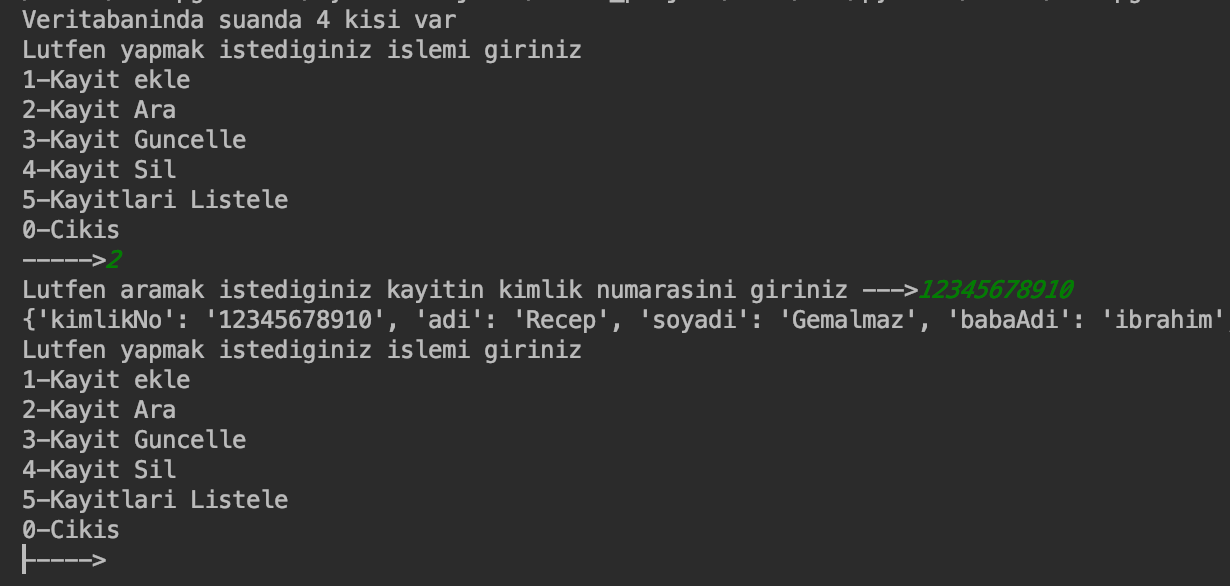 Veritabaninda suanda 4 kisi var
Lutfen yapmak istediginiz islemi giriniz
1-Kayit ekle
2-Kayit Ara
3-Kayit Guncelle
4-Kayit Sil
5-Kayitlari Listele
0-Cikis
----->2
Lutfen aramak istediginiz kayitin kimlik numarasini giriniz --->12345678910
{'kimlikNo': '12345678910', 'adi': 'Recep', 'soyadi': 'Gemalmaz', 'babaAdi': 'ibrahim'
Lutfen yapmak istediginiz islemi giriniz
1-Kayit ekle
2-Kayit Ara
3-Kayit Guncelle
4-Kayit Sil
5-Kayitlari Listele
0-Cikis
----->